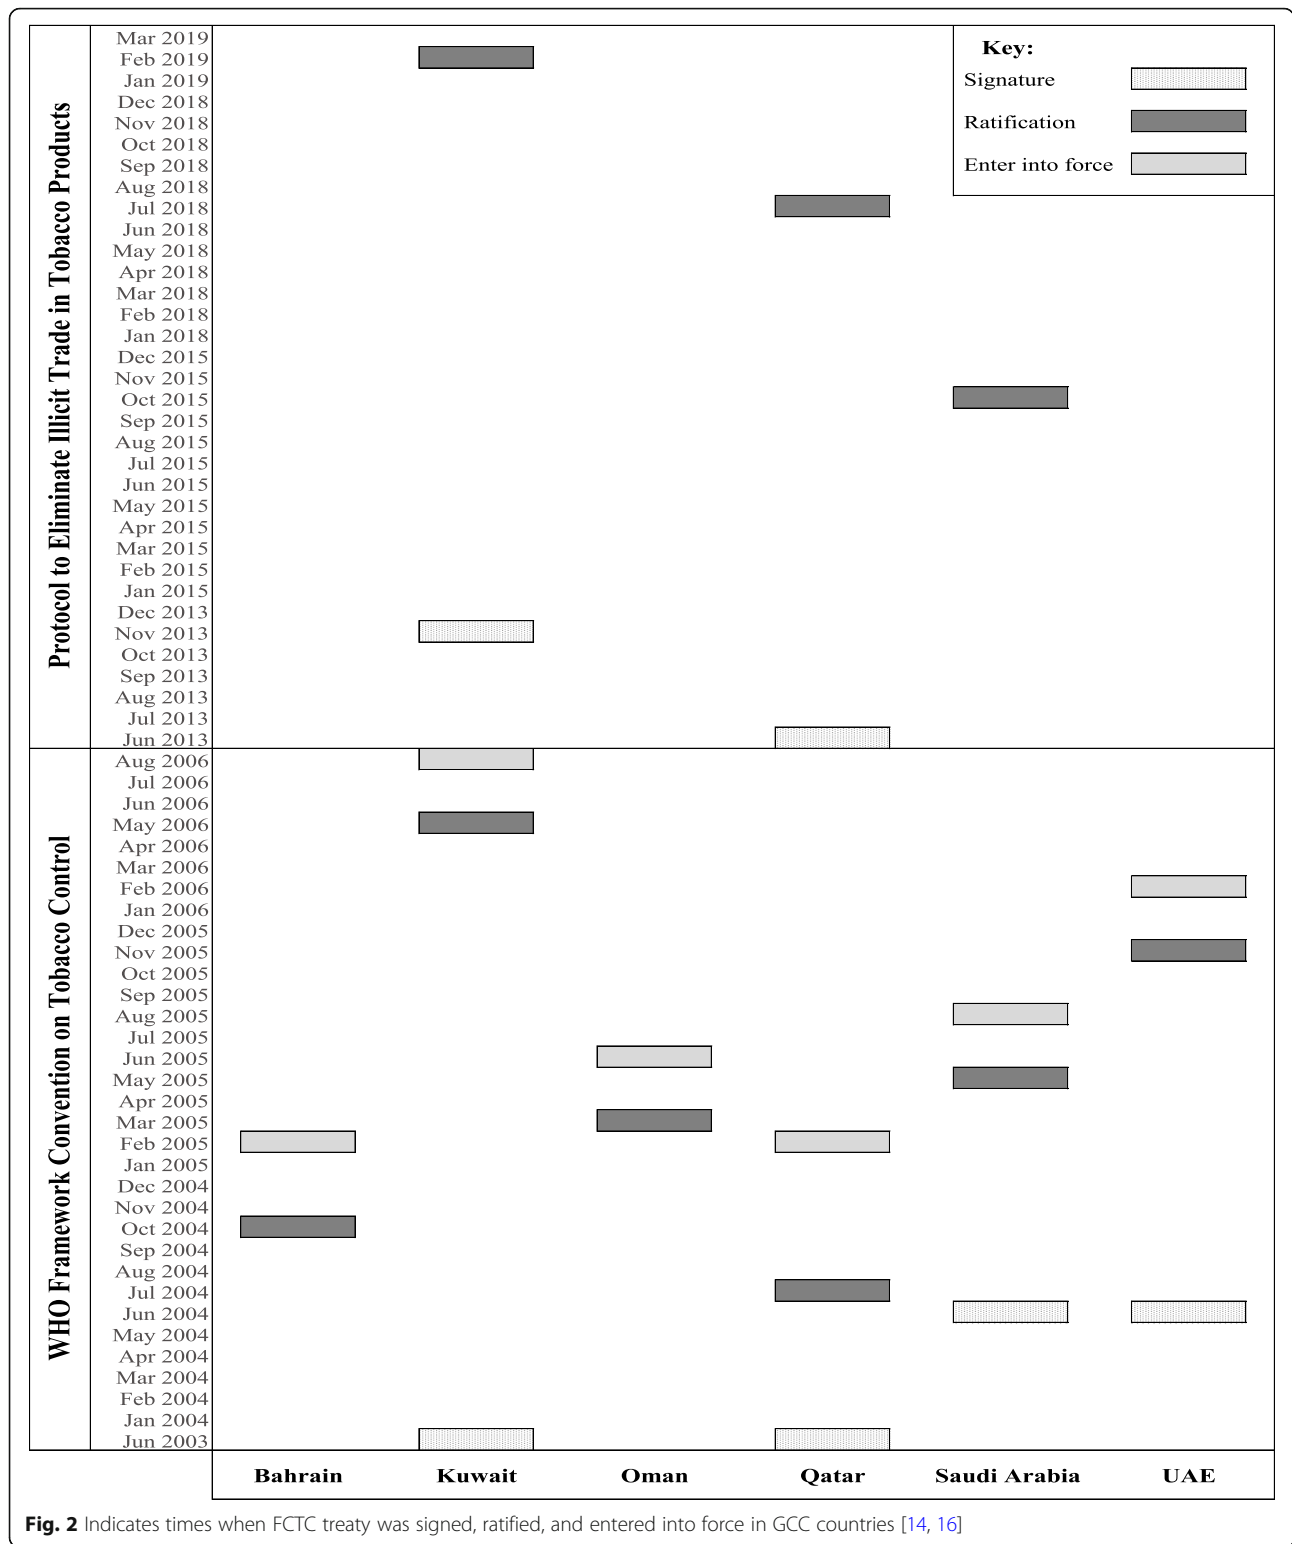 Protocol to Eliminate Illicit Trade in Tobacco Products
Mar 2019
Feb 2019
Jan 2019
Dec 2018
Nov 2018
Oct 2018
Sep 2018
Aug 2018
Jul 2018
Jun 2018
May 2018
Apr 2018
Mar 2018
Feb 2018
Jan 2018
Dec 2015
Nov 2015
Oct 2015
Sep 2015
Aug 2015
Jul 2015
Jun 2015
May 2015
Apr 2015
Mar 2015
Feb 2015
Jan 2015
Dec 2013
Nov 2013
Oct 2013
Sep 2013
Aug 2013
Jul 2013
Jun 2013
Key:
Signature
Ratification
Enter into force
WHO Framework Convention on Tobacco Control
Aug 2006
Jul 2006
Jun 2006
May 2006
Apr 2006
Mar 2006
Feb 2006
Jan 2006
Dec 2005
Nov 2005
Oct 2005
Sep 2005
Aug 2005
Jul 2005
Jun 2005
May 2005
Apr 2005
Mar 2005
Feb 2005
Jan 2005
Dec 2004
Nov 2004
Oct 2004
Sep 2004
Aug 2004
Jul 2004
Jun 2004
May 2004
Apr 2004
Mar 2004
Feb 2004
Jan 2004
Jun 2003
Bahrain Kuwait Oman Qatar Saudi Arabia UAE
Fig. 2 Indicates times when FCTC treaty was signed, ratified, and entered into force in GCC countries [14, 16]